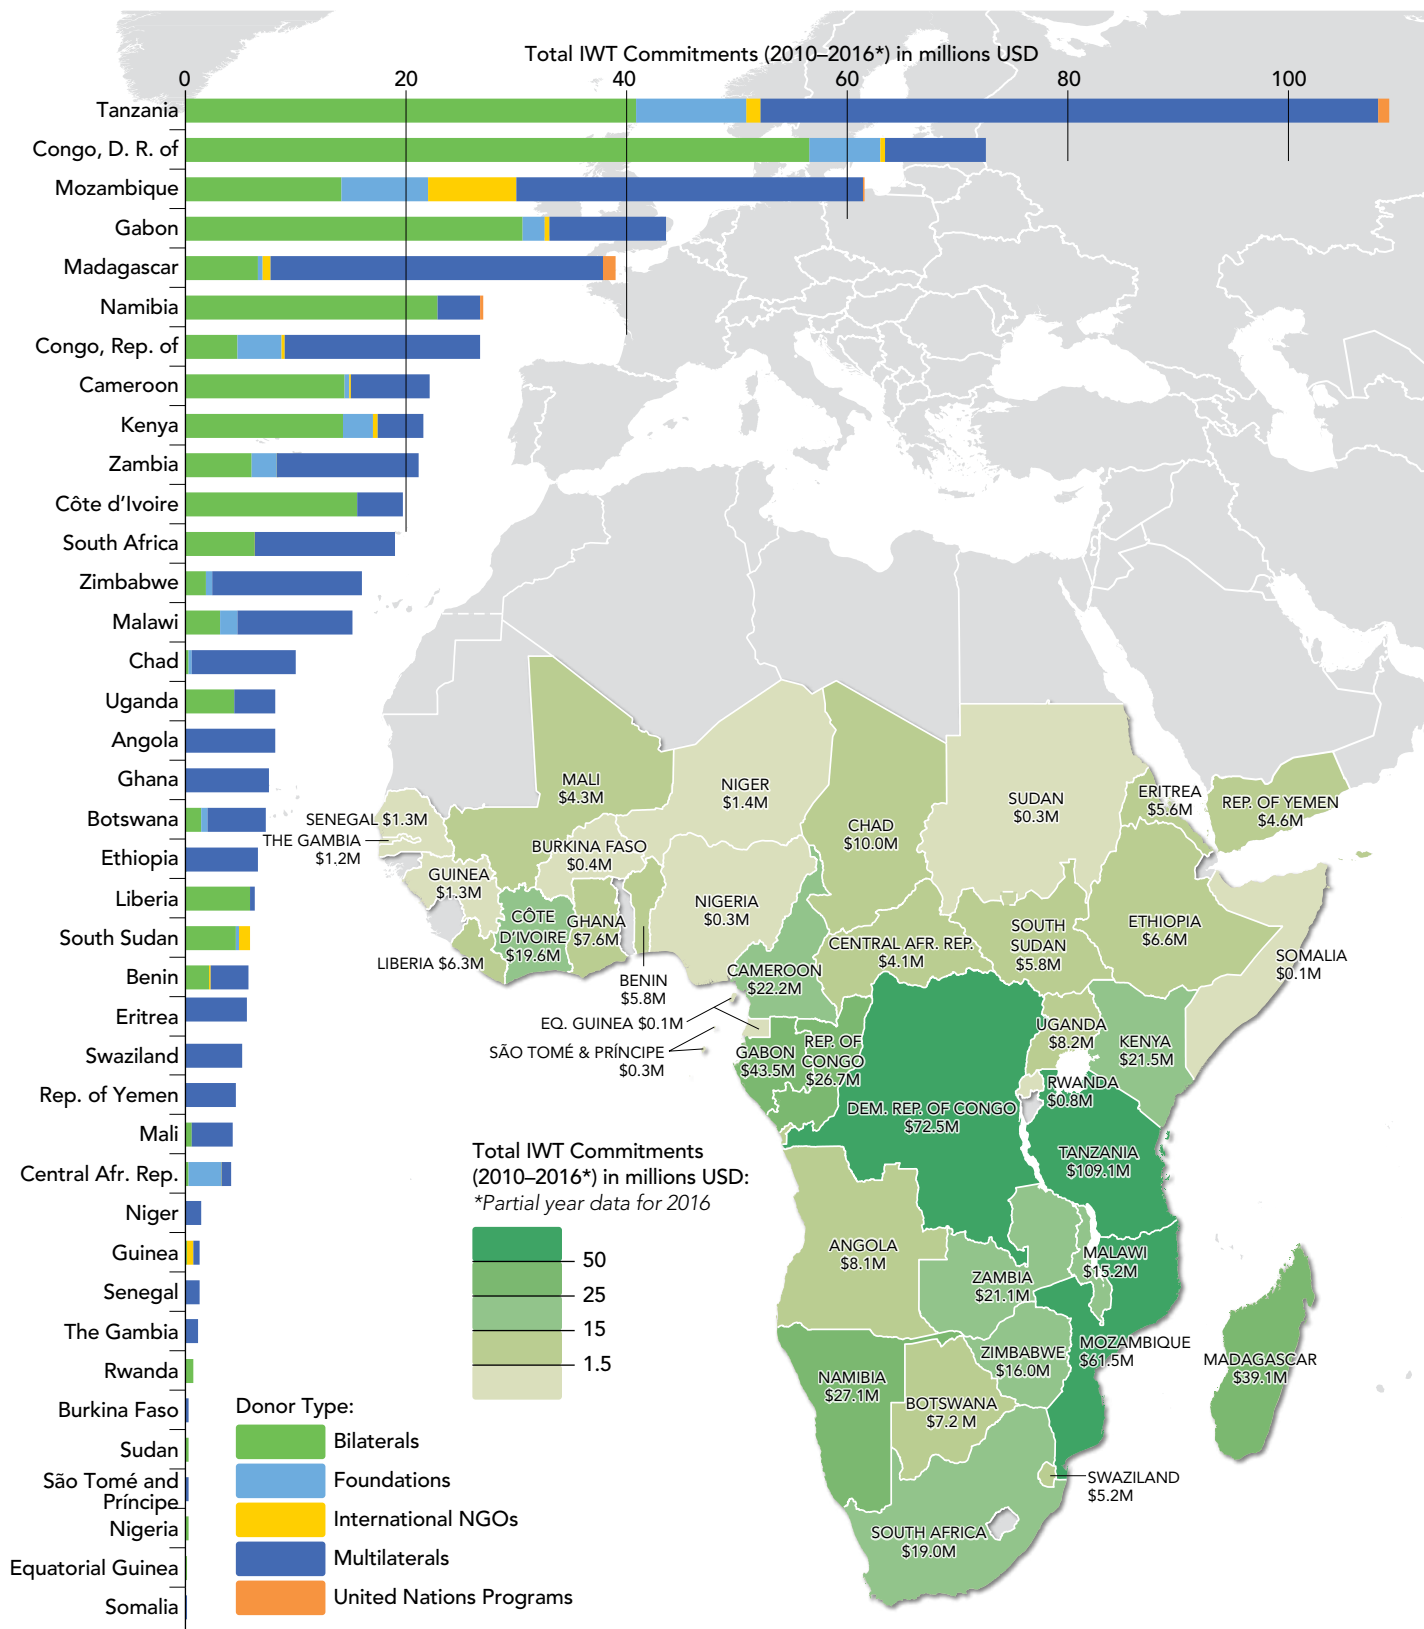 Total IWT Commitments (2010–2016*) in millions USD
0 20 40 60 80 100
Tanzania
Congo, D. R. of
Mozambique
Gabon
Madagascar
Namibia
Congo, Rep. of
Cameroon
Kenya
Zambia
Côte d’Ivoire
South Africa
Zimbabwe
Malawi
Chad
Uganda
Angola
Ghana
Botswana
Ethiopia
Liberia
South Sudan
Benin
Eritrea
Swaziland
Rep. of Yemen
Mali
Central Afr. Rep.
Niger
Guinea
Senegal
The Gambia
Rwanda
Burkina Faso
Sudan
São Tomé and
Príncipe
Nigeria
Equatorial Guinea
Somalia
MALI
$4.3M
NIGER
$1.4M
CHAD
$10.0M
SUDAN
$0.3M
ERITREA
$5.6M
REP. OF YEMEN
$4.6M
SENEGAL $1.3M
THE GAMBIA
$1.2M
BURKINA FASO
$0.4M
GUINEA
$1.3M
CÔTE
D’IVOIRE
$19.6M
GHANA
$7.6M
NIGERIA
$0.3M
LIBERIA $6.3M
BENIN
$5.8M
CAMEROON
$22.2M
CENTRAL AFR. REP.
$4.1M
SOUTH
SUDAN
$5.8M
ETHIOPIA
$6.6M
SOMALIA
$0.1M
EQ. GUINEA $0.1M
SÃO TOMÉ & PRÍNCIPE
$0.3M
GABON
$43.5M
REP. OF
CONGO
$26.7M
UGANDA
$8.2M
KENYA
$21.5M
RWANDA
$0.8M
DEM. REP. OF CONGO
$72.5M
TANZANIA
$109.1M
ANGOLA
$8.1M
ZAMBIA
$21.1M
MALAWI
$15.2M
MOZAMBIQUE
$61.5M
ZIMBABWE
$16.0M
NAMIBIA
$27.1M
BOTSWANA
$7.2 M
MADAGASCAR
$39.1M
SWAZILAND
$5.2M
SOUTH AFRICA
$19.0M
Total IWT Commitments
(2010–2016*) in millions USD:
*Partial year data for 2016
50
25
15
1.5
Donor Type:
Bilaterals
Foundations
International NGOs
Multilaterals
United Nations Programs